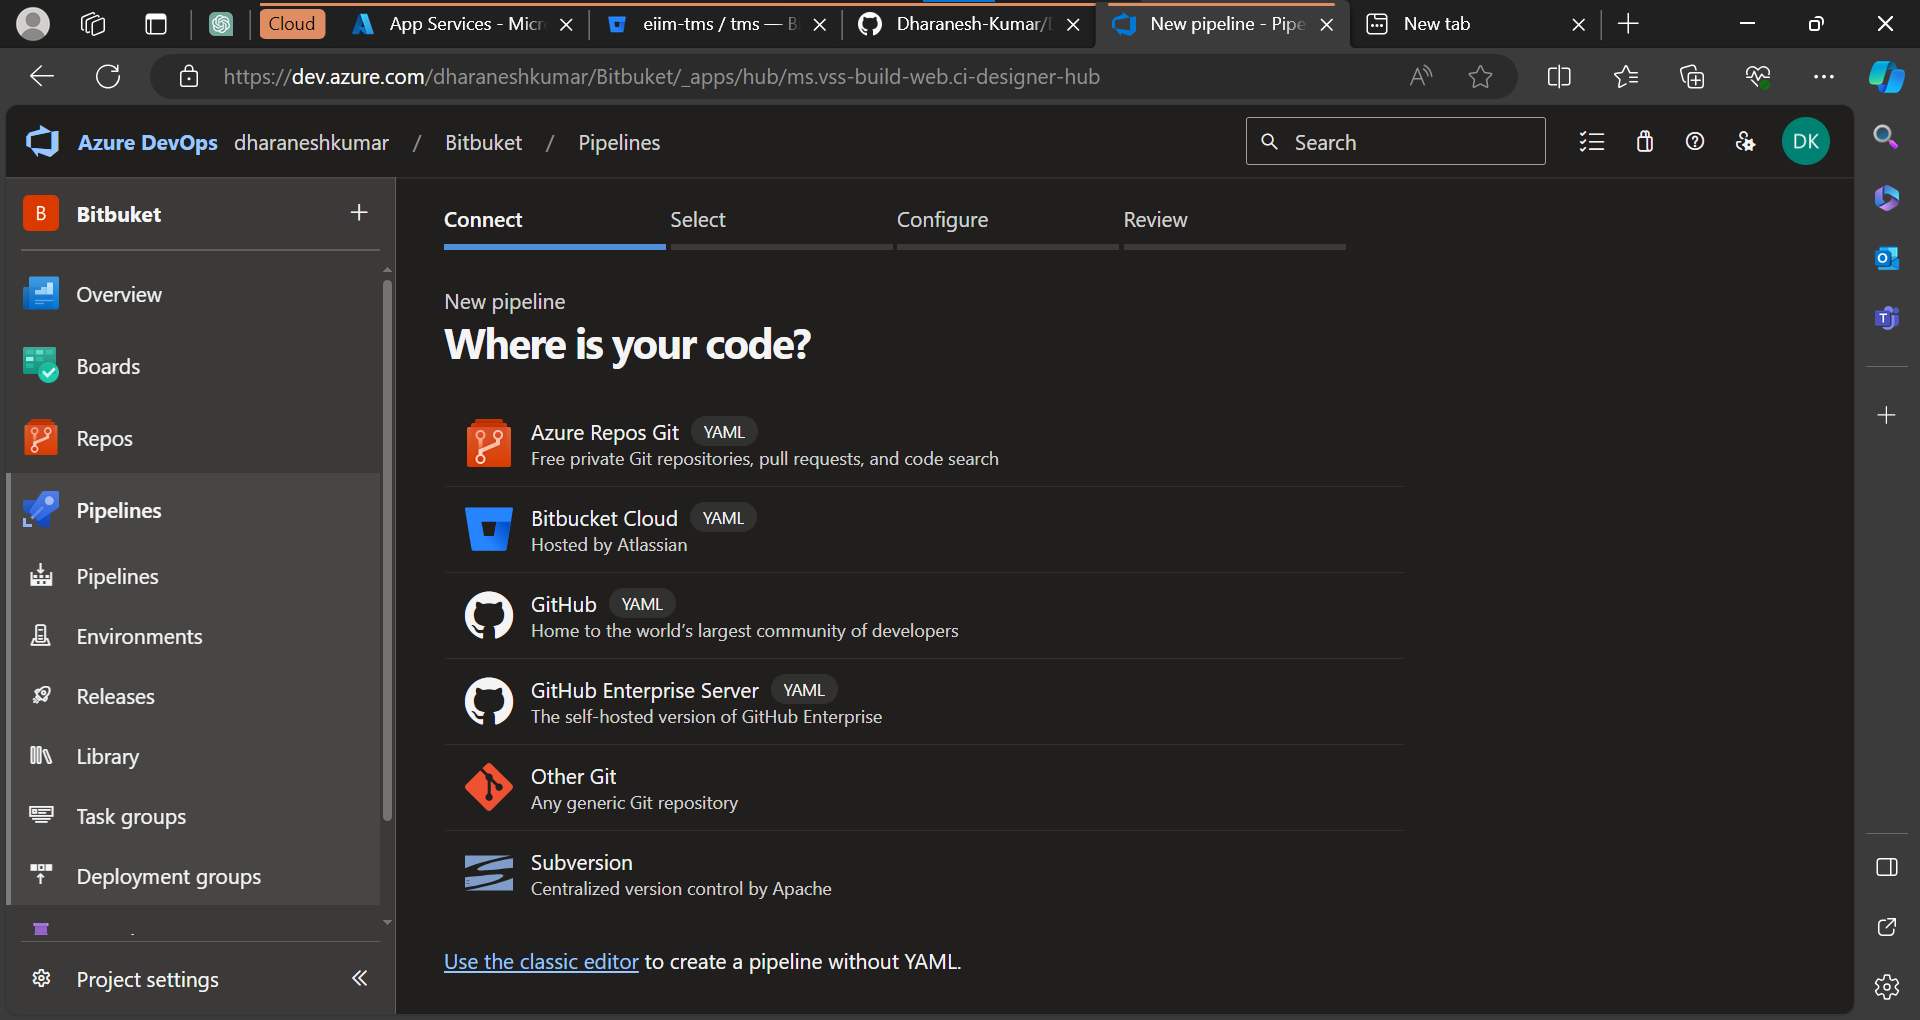 Cloud
App Services - Micr
eiim-tms / tms — B
Dharanesh-Kumar/D
New pipeline - Pipe
New tab
https://dev.azure.com/dharaneshkumar/Bitbuket/_apps/hub/ms.vss-build-web.ci-designer-hub
Azure DevOps dharaneshkumar / Bitbuket / Pipelines
Search
DK
B Bitbuket
Overview
Boards
Repos
Pipelines
Pipelines
Environments
Releases
Library
Task groups
Deployment groups
Project settings
Connect
Select
Configure
Review
New pipeline
Where is your code?
Azure Repos Git YAML
Free private Git repositories, pull requests, and code search
Bitbucket Cloud YAML
Hosted by Atlassian
GitHub YAML
Home to the world's largest community of developers
GitHub Enterprise Server YAML
The self-hosted version of GitHub Enterprise
Other Git
Any generic Git repository
Subversion
Centralized version control by Apache
Use the classic editor to create a pipeline without YAML.